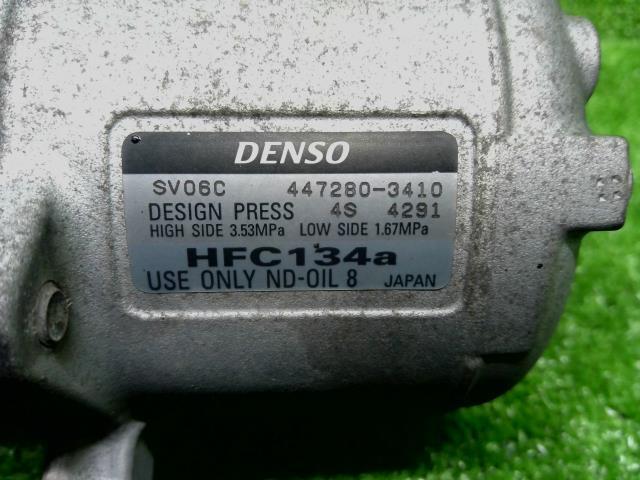 DENSO
SV06C 447280-3410
DESIGN PRESS 4S 4291
HIGH SIDE 3.53MPa LOW SIDE 1.67MPa
HFC134a
USE ONLY ND-OIL 8 JAPAN